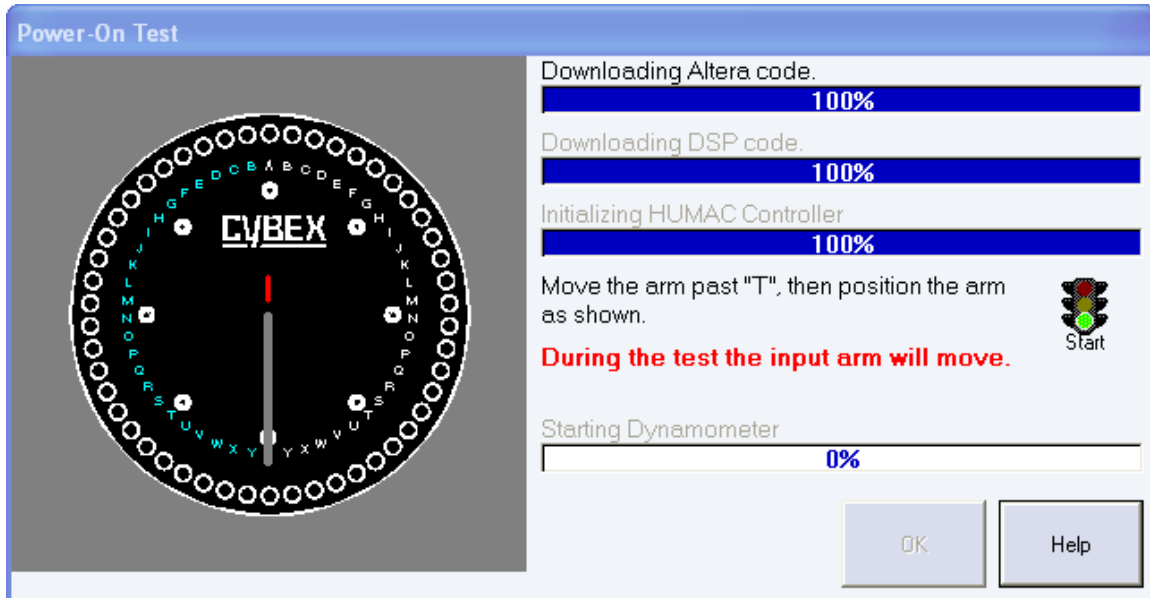 Power-On Test
A B C D E F G H I J K L M N O P Q R S T U V W X Y
B C D E F G H I J K L M N O P Q R S T U V W X Y
CYBEX
Downloading Altera code.
100%
Downloading DSP code.
100%
Initializing HUMAC Controller
100%
Move the arm past "T", then position the arm
as shown.
Start
During the test the input arm will move.
Starting Dynamometer
0%
OK
Help